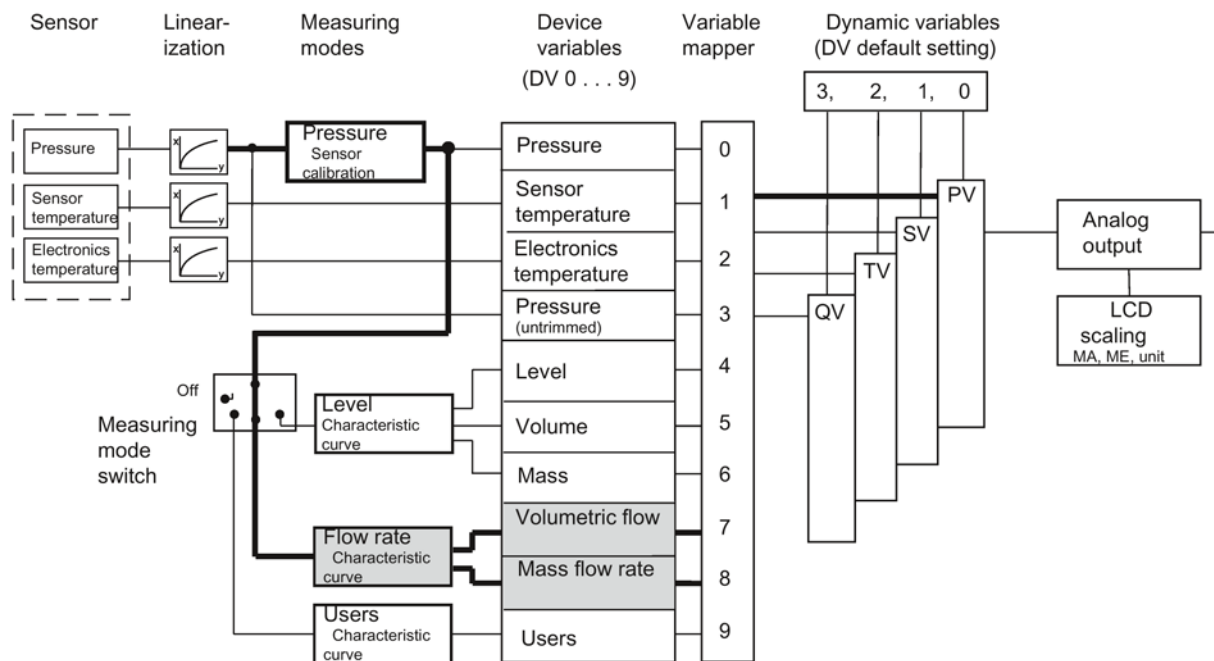 Sensor
Linear-
ization
Measuring
modes
Device
variables
(DV 0 . . . 9)
Variable
mapper
Dynamic variables
(DV default setting)
3, 2, 1, 0
Pressure
Sensor
temperature
Electronics
temperature
x
y
x
y
x
y
Pressure
Sensor
calibration
Off
Measuring
mode
switch
Level
Characteristic
curve
Flow rate
Characteristic
curve
Users
Characteristic
curve
Pressure
Sensor
temperature
Electronics
temperature
Pressure
(untrimmed)
Level
Volume
Mass
Volumetric flow
Mass flow rate
Users
0
1
2
3
4
5
6
7
8
9
PV
SV
TV
QV
Analog
output
LCD
scaling
MA, ME, unit